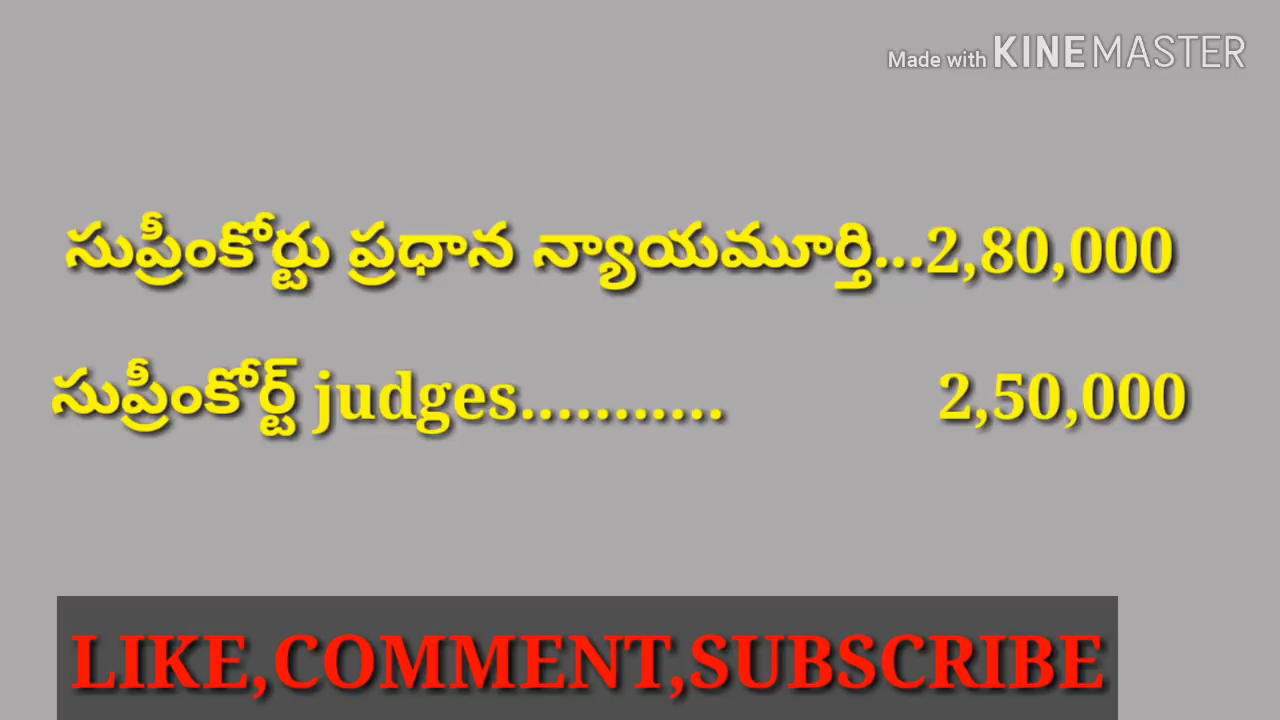 Made with KINEMASTER
సుప్రీంకోర్టు ప్రధాన న్యాయమూర్తి...2,80,000
సుప్రీంకోర్ట్ judges........... 2,50,000
LIKE,COMMENT,SUBSCRIBE